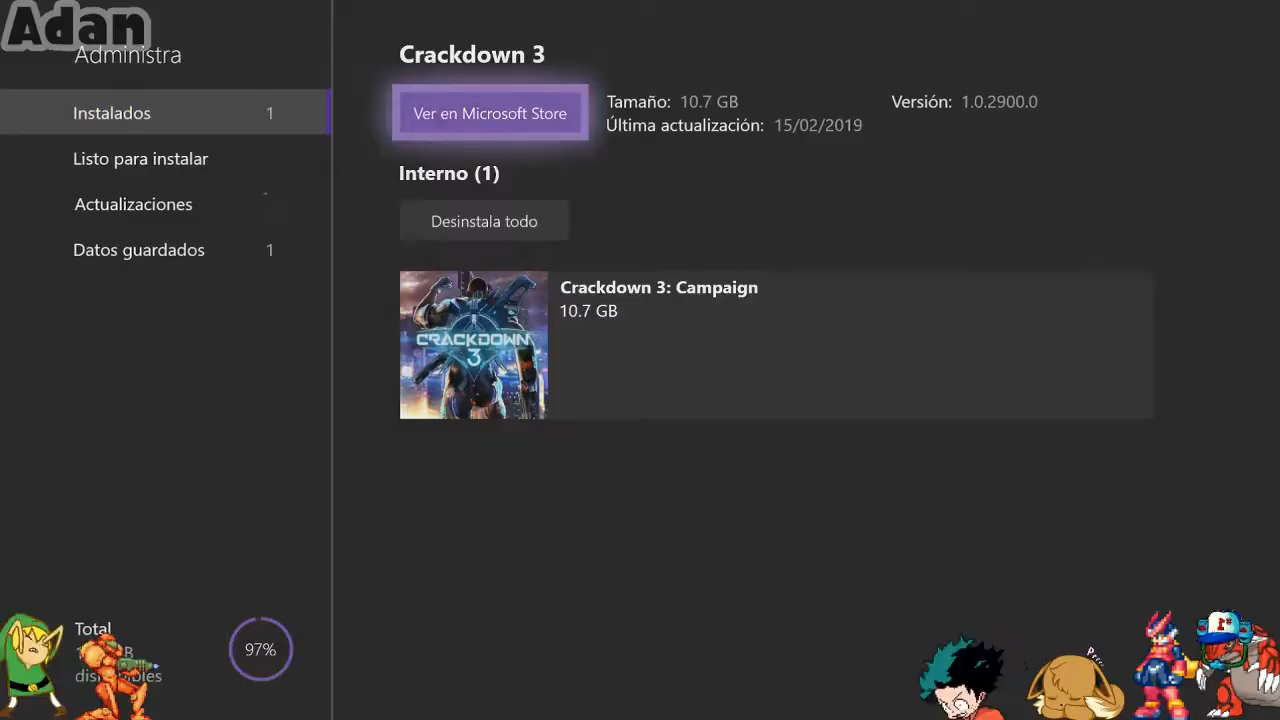 Adan
Administra
Instalados 1
Listo para instalar
Actualizaciones
Datos guardados 1
Total
disponibles
97%
Crackdown 3
Ver en Microsoft Store
Tamaño: 10.7 GB
Última actualización: 15/02/2019
Versión: 1.0.2900.0
Interno (1)
Desinstala todo
CRACKDOWN
3
Crackdown 3: Campaign
10.7 GB